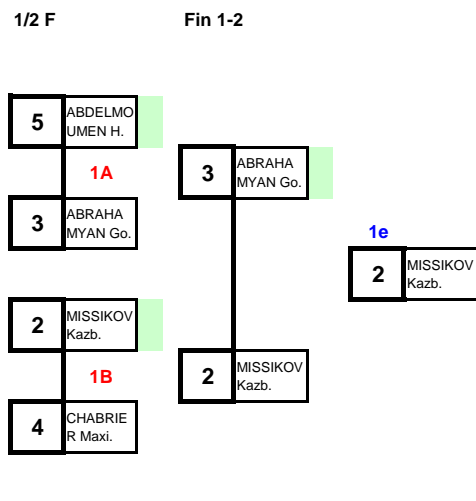 1/2 F
Fin 1-2
5
ABDELMO
UMEN H.
1A
3
ABRAHA
MYAN Go.
2
MISSIKOV
Kazb.
1B
4
CHABRIE
R Maxi.
3
ABRAHA
MYAN Go.
2
MISSIKOV
Kazb.
1e
2
MISSIKOV
Kazb.